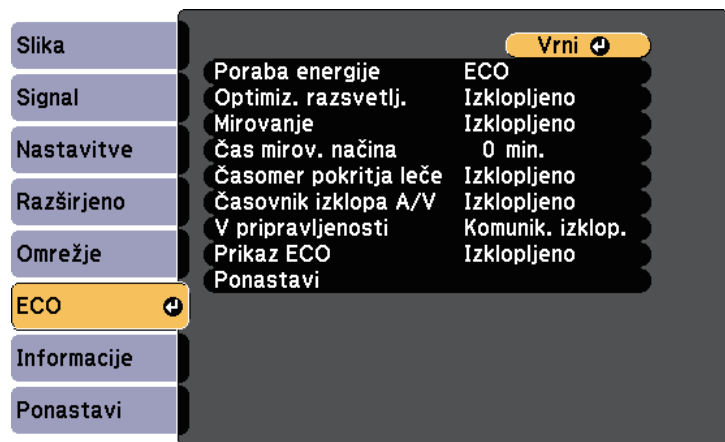 Slika
Signal
Nastavitve
Razširjeno
Omrežje
ECO
Informacije
Ponastavi
Vrni
Poraba energije ECO
Optimiz. razsvetlj. Izklopljeno
Mirovanje Izklopljeno
Čas mirov. načina 0 min.
Časomer pokritja leče Izklopljeno
Časovnik izklopa A/V Izklopljeno
V pripravljenosti Komunik. izklop.
Prikaz ECO Izklopljeno
Ponastavi